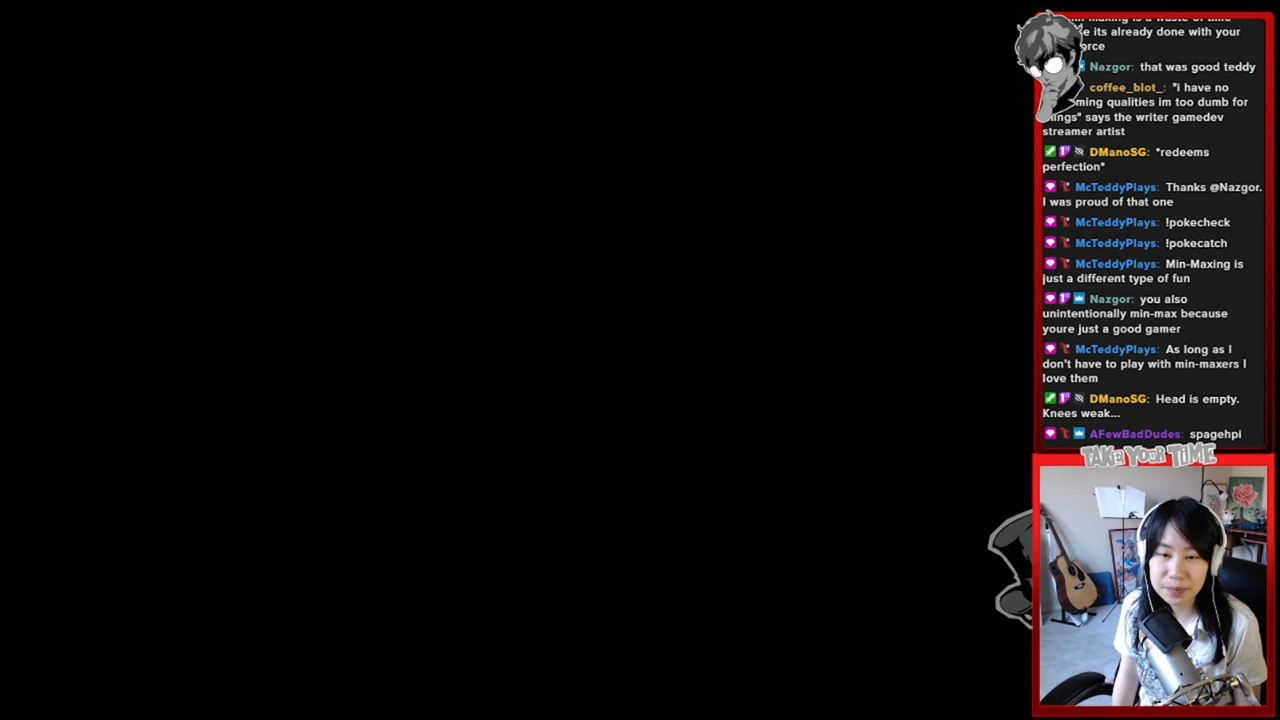 ke its already done with your
orce
Nazgor: that was good teddy
coffee_blot_: "i have no
ming qualities im too dumb for
ings" says the writer gamedev
streamer artist
DManoSG: *redeems
perfection*
McTeddyPlays: Thanks @Nazgor.
I was proud of that one
McTeddyPlays: !pokecheck
McTeddyPlays: !pokecatch
McTeddyPlays: Min-Maxing is
just a different type of fun
Nazgor: you also
unintentionally min-max because
youre just a good gamer
McTeddyPlays: As long as I
don't have to play with min-maxers I
love them
DManoSG: Head is empty.
Knees weak...
AFewBadDudes: spagehpi
TAKE YOUR TIME